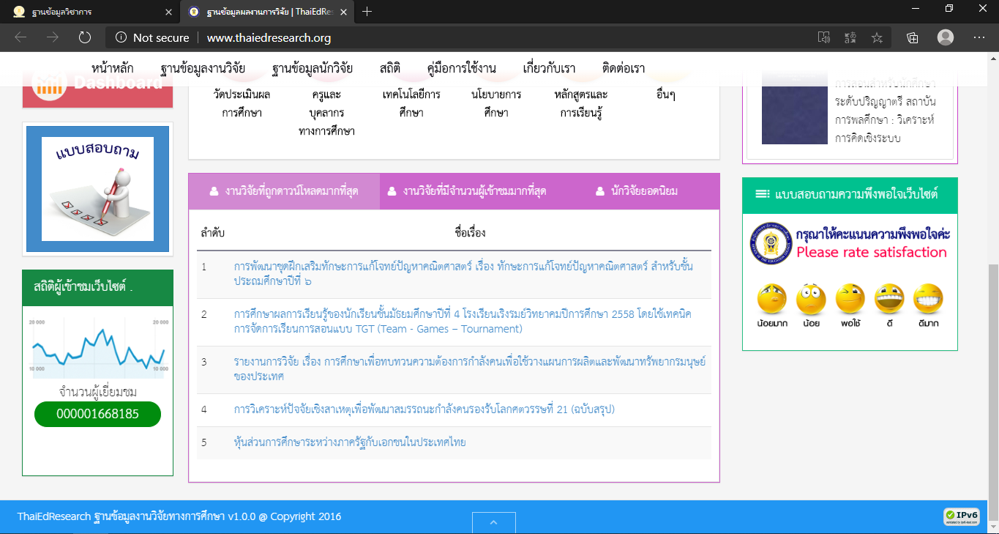 ฐานข้อมูลวิชาการ
ฐานข้อมูลผลงานการวิจัย | ThaiEdRes
Not secure
www.thaiedresearch.org
หน้าหลัก ฐานข้อมูลงานวิจัย ฐานข้อมูลนักวิจัย สถิติ คู่มือการใช้งาน เกี่ยวกับเรา ติดต่อเรา
Dashboard
แบบสอบถาม
สถิติผู้เข้าชมเว็บไซต์ .
20 000 20 000
10 000 10 000
จำนวนผู้เยี่ยมชม
000001668185
วัดประเมินผล
การศึกษา
ครูและ
บุคลากร
ทางการศึกษา
เทคโนโลยีการ
ศึกษา
นโยบายการ
ศึกษา
หลักสูตรและ
การเรียนรู้
อื่นๆ
งานวิจัยที่ถูกดาวน์โหลดมากที่สุด งานวิจัยที่มีจำนวนผู้เข้าชมมากที่สุด นักวิจัยยอดนิยม
ลำดับ ชื่อเรื่อง
1 การพัฒนาชุดฝึกเสริมทักษะการแก้โจทย์ปัญหาคณิตศาสตร์ เรื่อง ทักษะการแก้โจทย์ปัญหาคณิตศาสตร์ สำหรับชั้น
ประถมศึกษาปีที่ ๖
2 การศึกษาผลการเรียนรู้ของนักเรียนชั้นมัธยมศึกษาปีที่ 4 โรงเรียนเริงรมย์วิทยาคมปีการศึกษา 2558 โดยใช้เทคนิค
การจัดการเรียนการสอนแบบ TGT (Team - Games – Tournament)
3 รายงานการวิจัย เรื่อง การศึกษาเพื่อทบทวนความต้องการกำลังคนเพื่อใช้วางแผนการผลิตและพัฒนาทรัพยากรมนุษย์
ของประเทศ
4 การวิเคราะห์ปัจจัยเชิงสาเหตุเพื่อพัฒนาสมรรถนะกำลังคนรองรับโลกศตวรรษที่ 21 (ฉบับสรุป)
5 หุ้นส่วนการศึกษาระหว่างภาครัฐกับเอกชนในประเทศไทย
การสอนสำหรับนักศึกษา
ระดับปริญญาตรี สถาบัน
การพลศึกษา : วิเคราะห์
การคิดเชิงระบบ
แบบสอบถามความพึงพอใจเว็บไซต์
กรุณาให้คะแนนความพึงพอใจค่ะ
Please rate satisfaction
น้อยมาก น้อย พอใช้ ดี ดีมาก
ThaiEdResearch ฐานข้อมูลงานวิจัยทางการศึกษา v1.0.0 @ Copyright 2016
IPv6